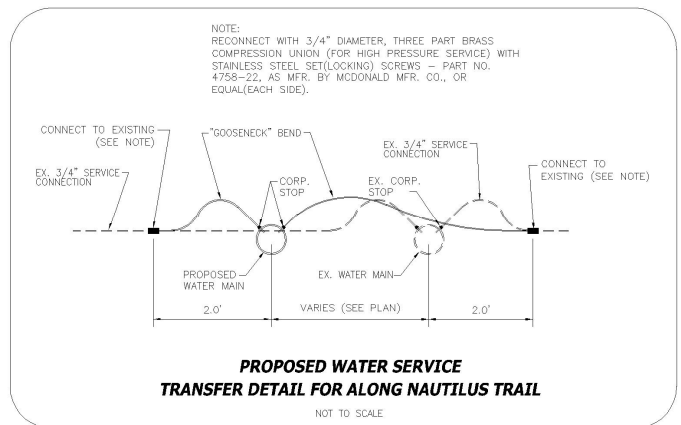 NOTE:
RECONNECT WITH 3/4" DIAMETER, THREE PART BRASS
COMPRESSION UNION (FOR HIGH PRESSURE SERVICE) WITH
STAINLESS STEEL SET(LOCKING) SCREWS – PART NO.
4758–22, AS MFR. BY MCDONALD MFR. CO., OR
EQUAL(EACH SIDE).
CONNECT TO EXISTING
(SEE NOTE)
"GOOSENECK" BEND
EX. 3/4" SERVICE
CONNECTION
CONNECT TO
EXISTING (SEE NOTE)
EX. 3/4" SERVICE
CONNECTION
CORP.
STOP
EX. CORP.
STOP
PROPOSED
WATER MAIN
EX. WATER MAIN
2.0'
VARIES (SEE PLAN)
2.0'
PROPOSED WATER SERVICE
TRANSFER DETAIL FOR ALONG NAUTILUS TRAIL
NOT TO SCALE